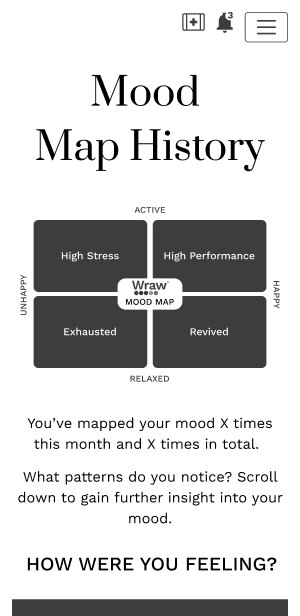 3
Mood
Map History
ACTIVE
High Stress
High Performance
UNHAPPY
HAPPY
Wraw
MOOD MAP
Exhausted
Revived
RELAXED
You’ve mapped your mood X times
this month and X times in total.
What patterns do you notice? Scroll
down to gain further insight into your
mood.
HOW WERE YOU FEELING?